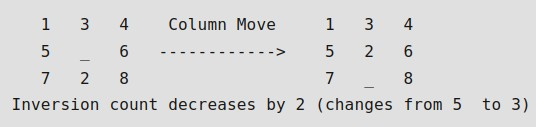 1 3 4 Column Move 1 3 4
5 _ 6 ------------> 5 2 6
7 2 8 7 _ 8
Inversion count decreases by 2 (changes from 5 to 3)